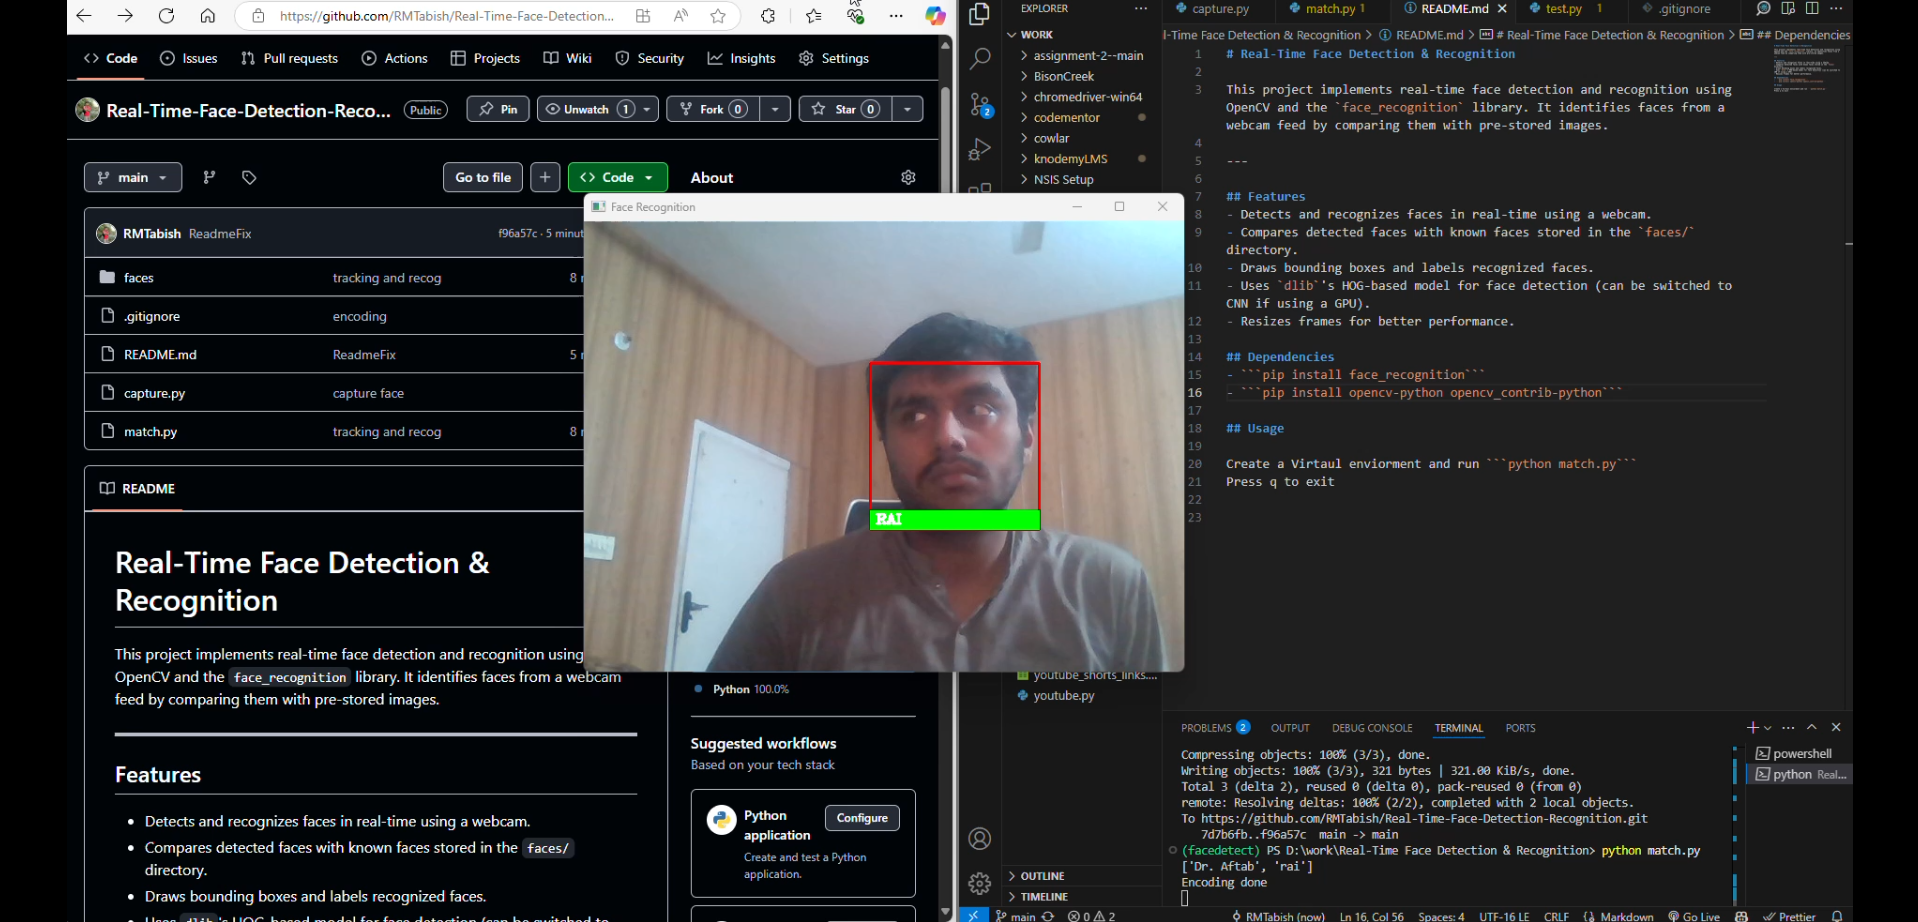 https://github.com/RMTabish/Real-Time-Face-Detection...
Code
Issues
Pull requests
Actions
Projects
Wiki
Security
Insights
Settings
Real-Time-Face-Detection-Reco...
Public
Pin
Unwatch 1
Fork 0
Star 0
main
Go to file
Code
About
RMTabish ReadmeFix
f96a57c · 5 minut
faces tracking and recog
.gitignore encoding
README.md ReadmeFix
capture.py capture face
match.py tracking and recog
README
Real-Time Face Detection &
Recognition
This project implements real-time face detection and recognition using
OpenCV and the face_recognition library. It identifies faces from a webcam
feed by comparing them with pre-stored images.
Features
Detects and recognizes faces in real-time using a webcam.
Compares detected faces with known faces stored in the faces/
directory.
Draws bounding boxes and labels recognized faces.
Python 100.0%
Suggested workflows
Based on your tech stack
Python
application
Configure
Create and test a Python
application.
Face Recognition
RAI
EXPLORER
WORK
assignment-2--main
BisonCreek
chromedriver-win64
codementor
cowlar
knodemyLMS
NSIS Setup
youtube_shorts_links....
youtube.py
OUTLINE
TIMELINE
capture.py
match.py 1
README.md
test.py 1
.gitignore
l-Time Face Detection & Recognition > README.md > # Real-Time Face Detection & Recognition > ## Dependencies
1 # Real-Time Face Detection & Recognition
2
3 This project implements real-time face detection and recognition using
OpenCV and the `face_recognition` library. It identifies faces from a
webcam feed by comparing them with pre-stored images.
4
5 ---
6
7 ## Features
8 - Detects and recognizes faces in real-time using a webcam.
9 - Compares detected faces with known faces stored in the `faces/`
directory.
10 - Draws bounding boxes and labels recognized faces.
11 - Uses `dlib`'s HOG-based model for face detection (can be switched to
CNN if using a GPU).
12 - Resizes frames for better performance.
13
14 ## Dependencies
15 - ```pip install face_recognition```
16 - ```pip install opencv-python opencv_contrib-python```
17
18 ## Usage
19
20 Create a Virtaul enviorment and run ```python match.py```
21 Press q to exit
22
23
PROBLEMS 2
OUTPUT
DEBUG CONSOLE
TERMINAL
PORTS
Compressing objects: 100% (3/3), done.
Writing objects: 100% (3/3), 321 bytes | 321.00 KiB/s, done.
Total 3 (delta 2), reused 0 (delta 0), pack-reused 0 (from 0)
remote: Resolving deltas: 100% (2/2), completed with 2 local objects.
To https://github.com/RMTabish/Real-Time-Face-Detection-Recognition.git
7d7b6fb..f96a57c main -> main
(facedetect) PS D:\work\Real-Time Face Detection & Recognition> python match.py
['Dr. Aftab', 'rai']
Encoding done
powershell
python Real...
main
0 2
RMTabish (now)
Ln 16, Col 56
Spaces: 4
UTF-16 LE
CRLF
Markdown
Go Live
Prettier